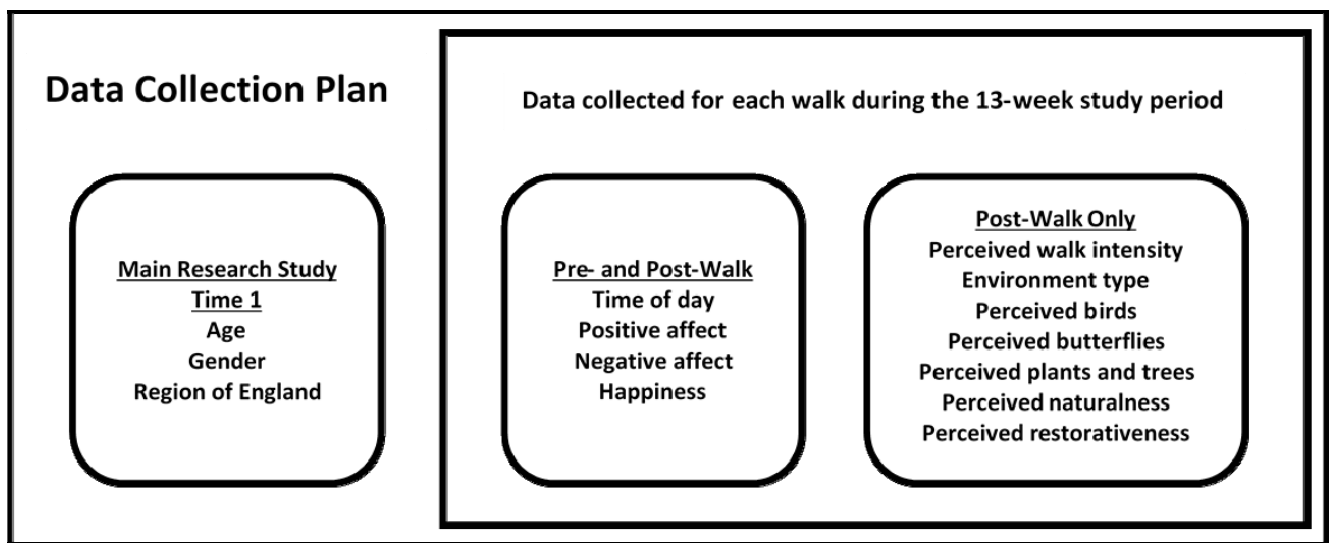 Data Collection Plan
Data collected for each walk during the 13-week study period
Main Research Study
Time 1
Age
Gender
Region of England
Pre- and Post-Walk
Time of day
Positive affect
Negative affect
Happiness
Post-Walk Only
Perceived walk intensity
Environment type
Perceived birds
Perceived butterflies
Perceived plants and trees
Perceived naturalness
Perceived restorativeness